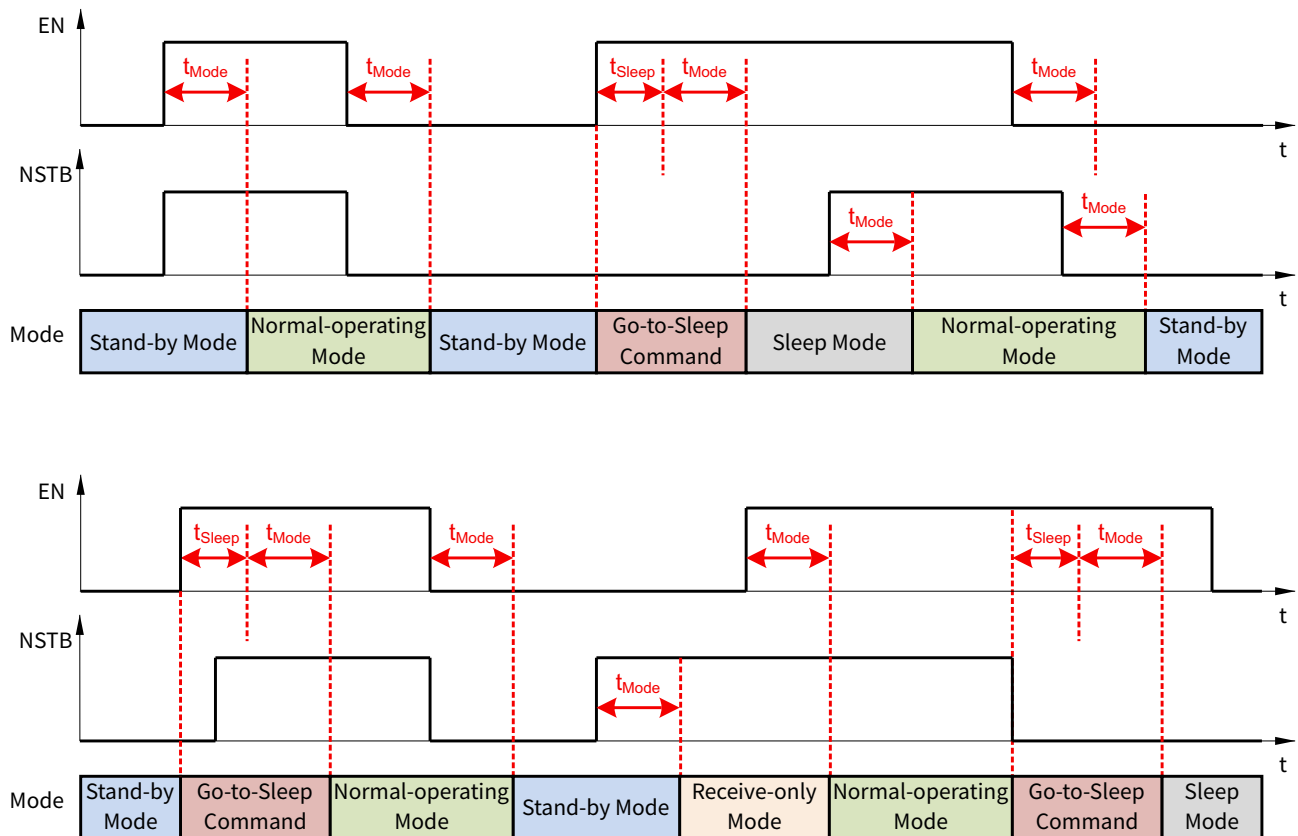 EN
tMode
tMode
tSleep
tMode
tMode
t
NSTB
tMode
tMode
t
Mode
Stand-by Mode
Normal-operating
Mode
Stand-by Mode
Go-to-Sleep
Command
Sleep Mode
Normal-operating
Mode
Stand-by
Mode
EN
tSleep
tMode
tMode
tMode
tSleep
tMode
t
NSTB
tMode
t
Mode
Stand-by
Mode
Go-to-Sleep
Command
Normal-operating
Mode
Stand-by Mode
Receive-only
Mode
Normal-operating
Mode
Go-to-Sleep
Command
Sleep
Mode